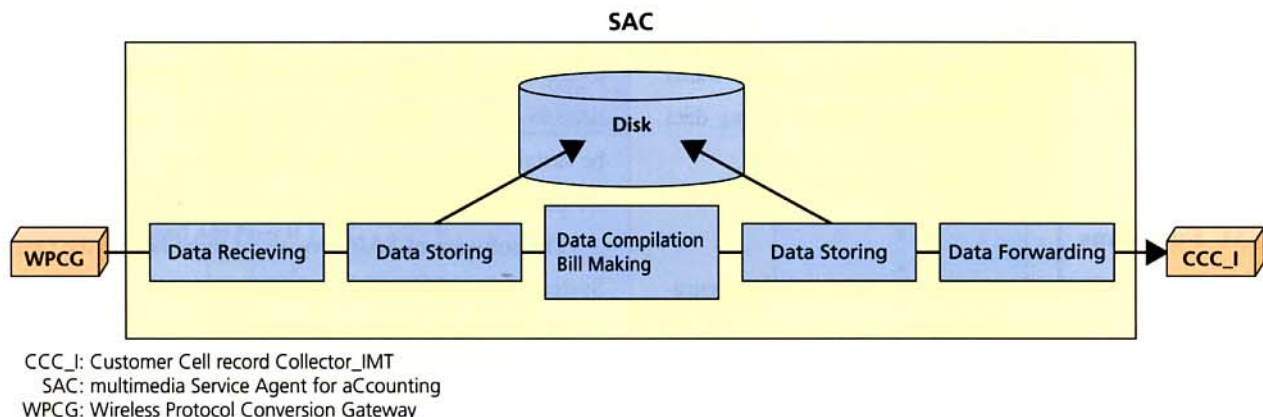 SAC
Disk
WPCG
Data Recieving
Data Storing
Data Compilation
Bill Making
Data Storing
Data Forwarding
CCC_I
CCC_I: Customer Cell record Collector_IMT
SAC: multimedia Service Agent for aCcounting
WPCG: Wireless Protocol Conversion Gateway